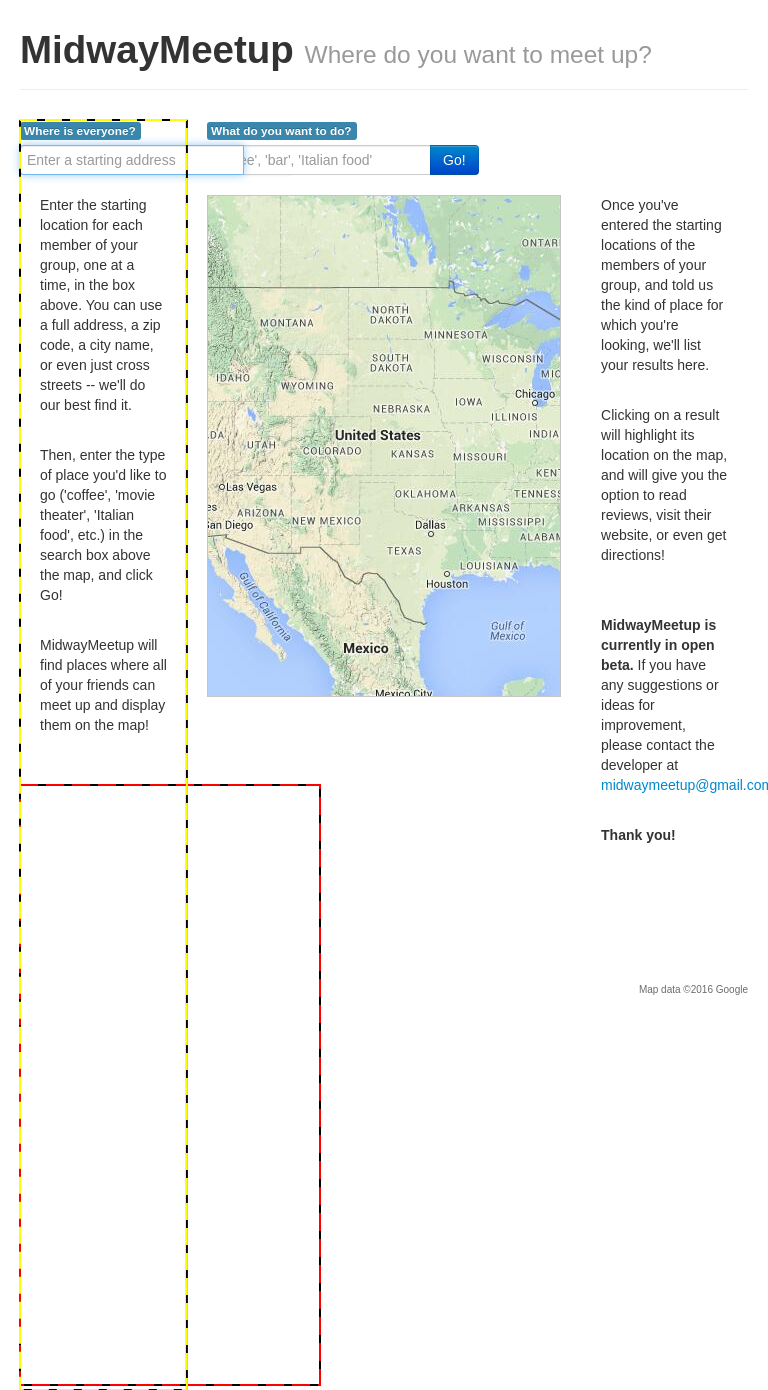 MidwayMeetup Where do you want to meet up?
Where is everyone?
What do you want to do?
Enter a starting address
ee', 'bar', 'Italian food'
Go!
Enter the starting
location for each
member of your
group, one at a
time, in the box
above. You can use
a full address, a zip
code, a city name,
or even just cross
streets -- we'll do
our best find it.
Then, enter the type
of place you'd like to
go ('coffee', 'movie
theater', 'Italian
food', etc.) in the
search box above
the map, and click
Go!
MidwayMeetup will
find places where all
of your friends can
meet up and display
them on the map!
ONTAR
NORTH
DAKOTA
MONTANA
MINNESOTA
SOUTH
DAKOTA
WISCONSIN
MIC
IDAHO
WYOMING
Chicago
NEBRASKA
IOWA
ILLINOIS
DA
United States
INDIA
UTAH
COLORADO
KANSAS
MISSOURI
KEN
Las Vegas
OKLAHOMA
TENNESS
es
ARIZONA
ARKANSAS
San Diego
NEW MEXICO
Dallas
MISSISSIPPI
ALABAM
TEXAS
LOUISIANA
Houston
Gulf of California
Gulf of
Mexico
Mexico
Mexico City
Once you've
entered the starting
locations of the
members of your
group, and told us
the kind of place for
which you're
looking, we'll list
your results here.
Clicking on a result
will highlight its
location on the map,
and will give you the
option to read
reviews, visit their
website, or even get
directions!
MidwayMeetup is
currently in open
beta. If you have
any suggestions or
ideas for
improvement,
please contact the
developer at
midwaymeetup@gmail.com
Thank you!
Map data ©2016 Google